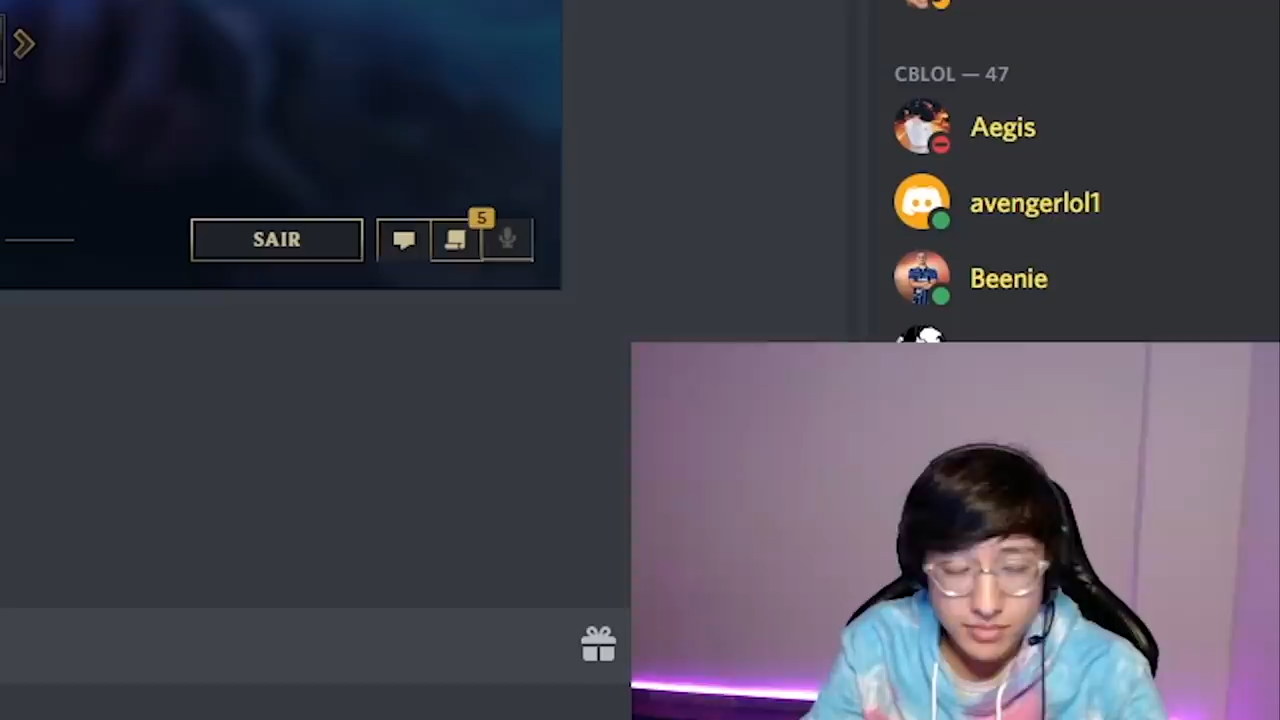 CBLOL — 47
Aegis
avengerlol1
Beenie
5
SAIR